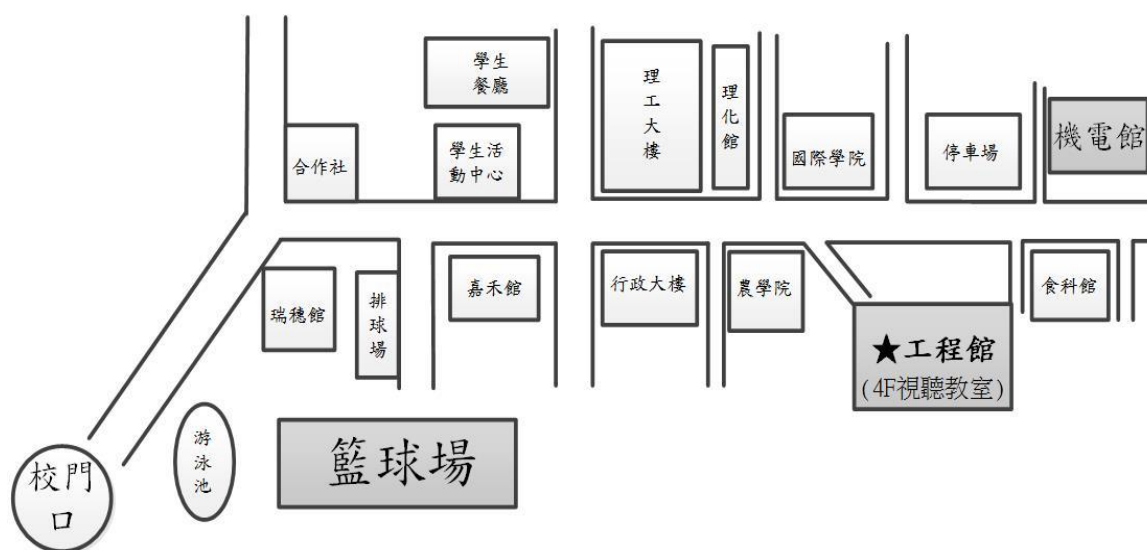 學生
餐廳
理工大樓
理化館
機電館
合作社
學生活
動中心
國際學院
停車場
瑞穗館
排球場
嘉禾館
行政大樓
農學院
食科館
★工程館
(4F視聽教室)
游泳池
籃球場
校門
口